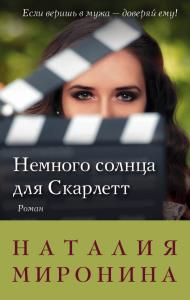 Если веришь в мужа — доверяй ему!
Немного солнца
для Скарлетт
Роман
НАТАЛИЯ
МИРОНИНА